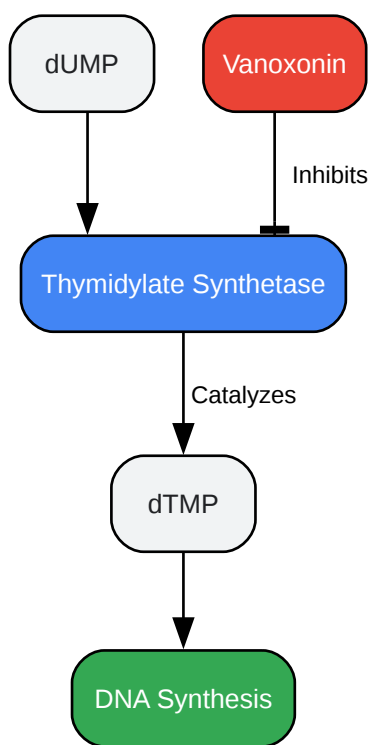 dUMP
Vanoxonin
Inhibits
Thymidylate Synthetase
Catalyzes
dTMP
DNA Synthesis